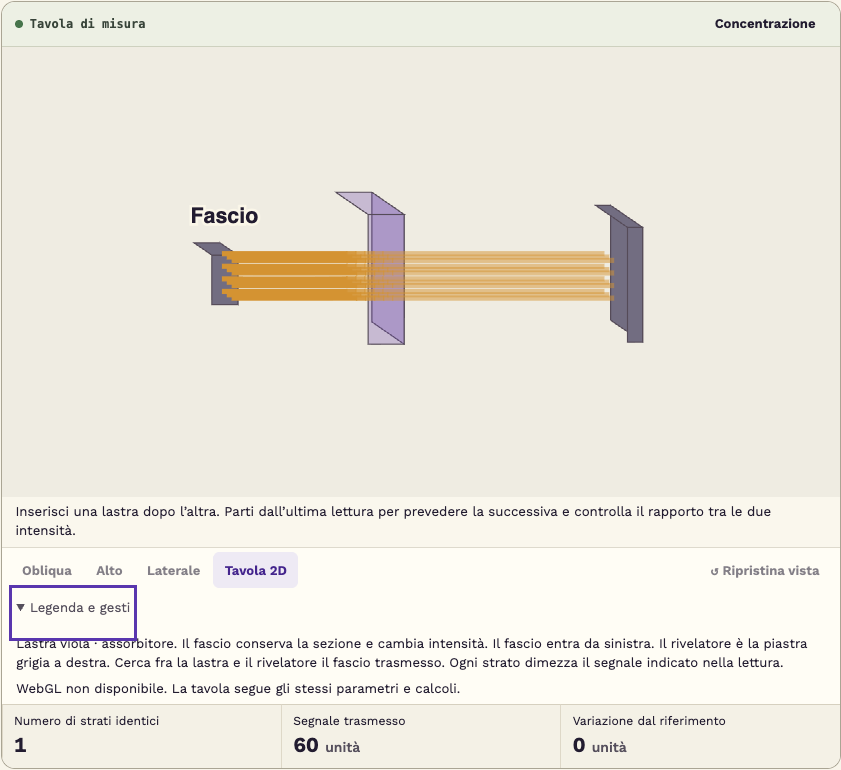 Tavola di misura
Concentrazione
Fascio
Inserisci una lastra dopo l’altra. Parti dall’ultima lettura per prevedere la successiva e controlla il rapporto tra le due
intensità.
Obliqua Alto Laterale Tavola 2D ↺ Ripristina vista
▼ Legenda e gesti
Lastra viola · assorbitore. Il fascio conserva la sezione e cambia intensità. Il fascio entra da sinistra. Il rivelatore è la piastra
grigia a destra. Cerca fra la lastra e il rivelatore il fascio trasmesso. Ogni strato dimezza il segnale indicato nella lettura.
WebGL non disponibile. La tavola segue gli stessi parametri e calcoli.
Numero di strati identici
1
Segnale trasmesso
60 unità
Variazione dal riferimento
0 unità